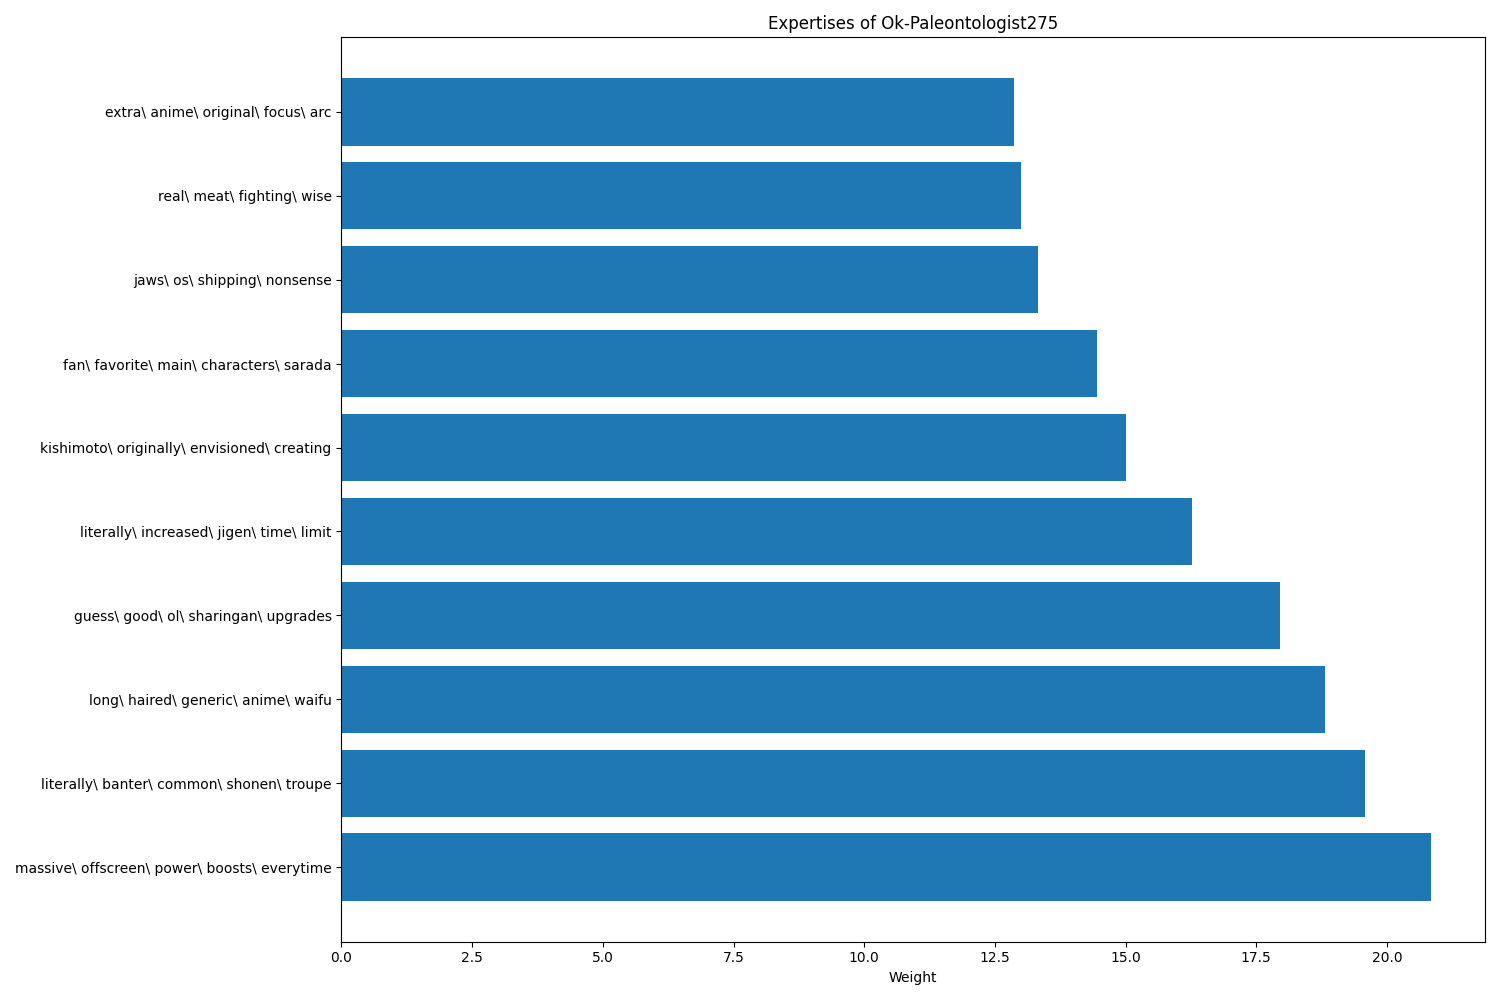 Expertises of Ok-Paleontologist275
extra\ anime\ original\ focus\ arc
real\ meat\ fighting\ wise
jaws\ os\ shipping\ nonsense
fan\ favorite\ main\ characters\ sarada
kishimoto\ originally\ envisioned\ creating
literally\ increased\ jigen\ time\ limit
guess\ good\ ol\ sharingan\ upgrades
long\ haired\ generic\ anime\ waifu
literally\ banter\ common\ shonen\ troupe
massive\ offscreen\ power\ boosts\ everytime
0.0 2.5 5.0 7.5 10.0 12.5 15.0 17.5 20.0
Weight